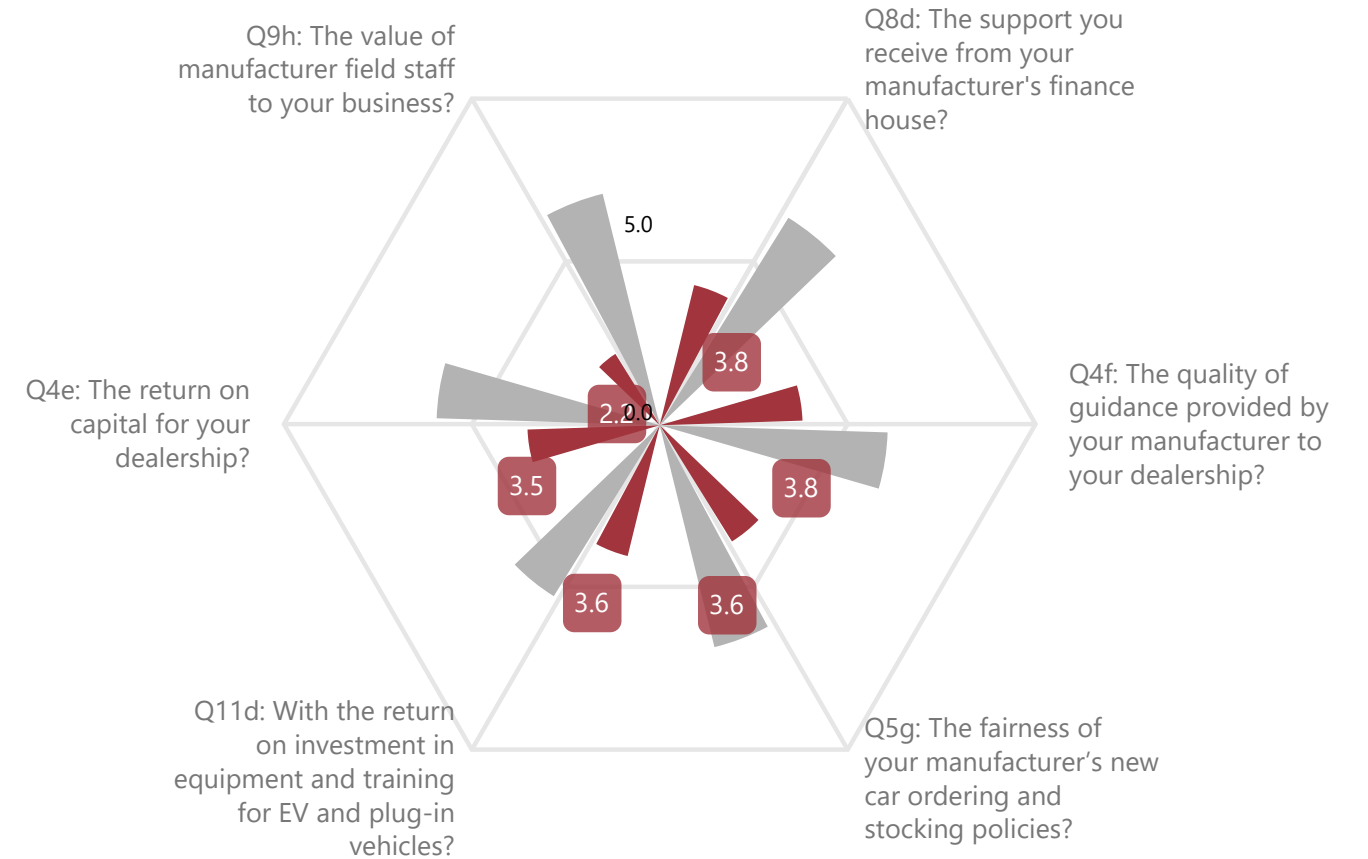 Q9h: The value of
manufacturer field staff
to your business?
Q8d: The support you
receive from your
manufacturer's finance
house?
5.0
3.8
Q4f: The quality of
guidance provided by
your manufacturer to
your dealership?
Q4e: The return on
capital for your
dealership?
2.2
0.0
3.5
3.8
3.6
3.6
Q11d: With the return
on investment in
equipment and training
for EV and plug-in
vehicles?
Q5g: The fairness of
your manufacturer’s new
car ordering and
stocking policies?